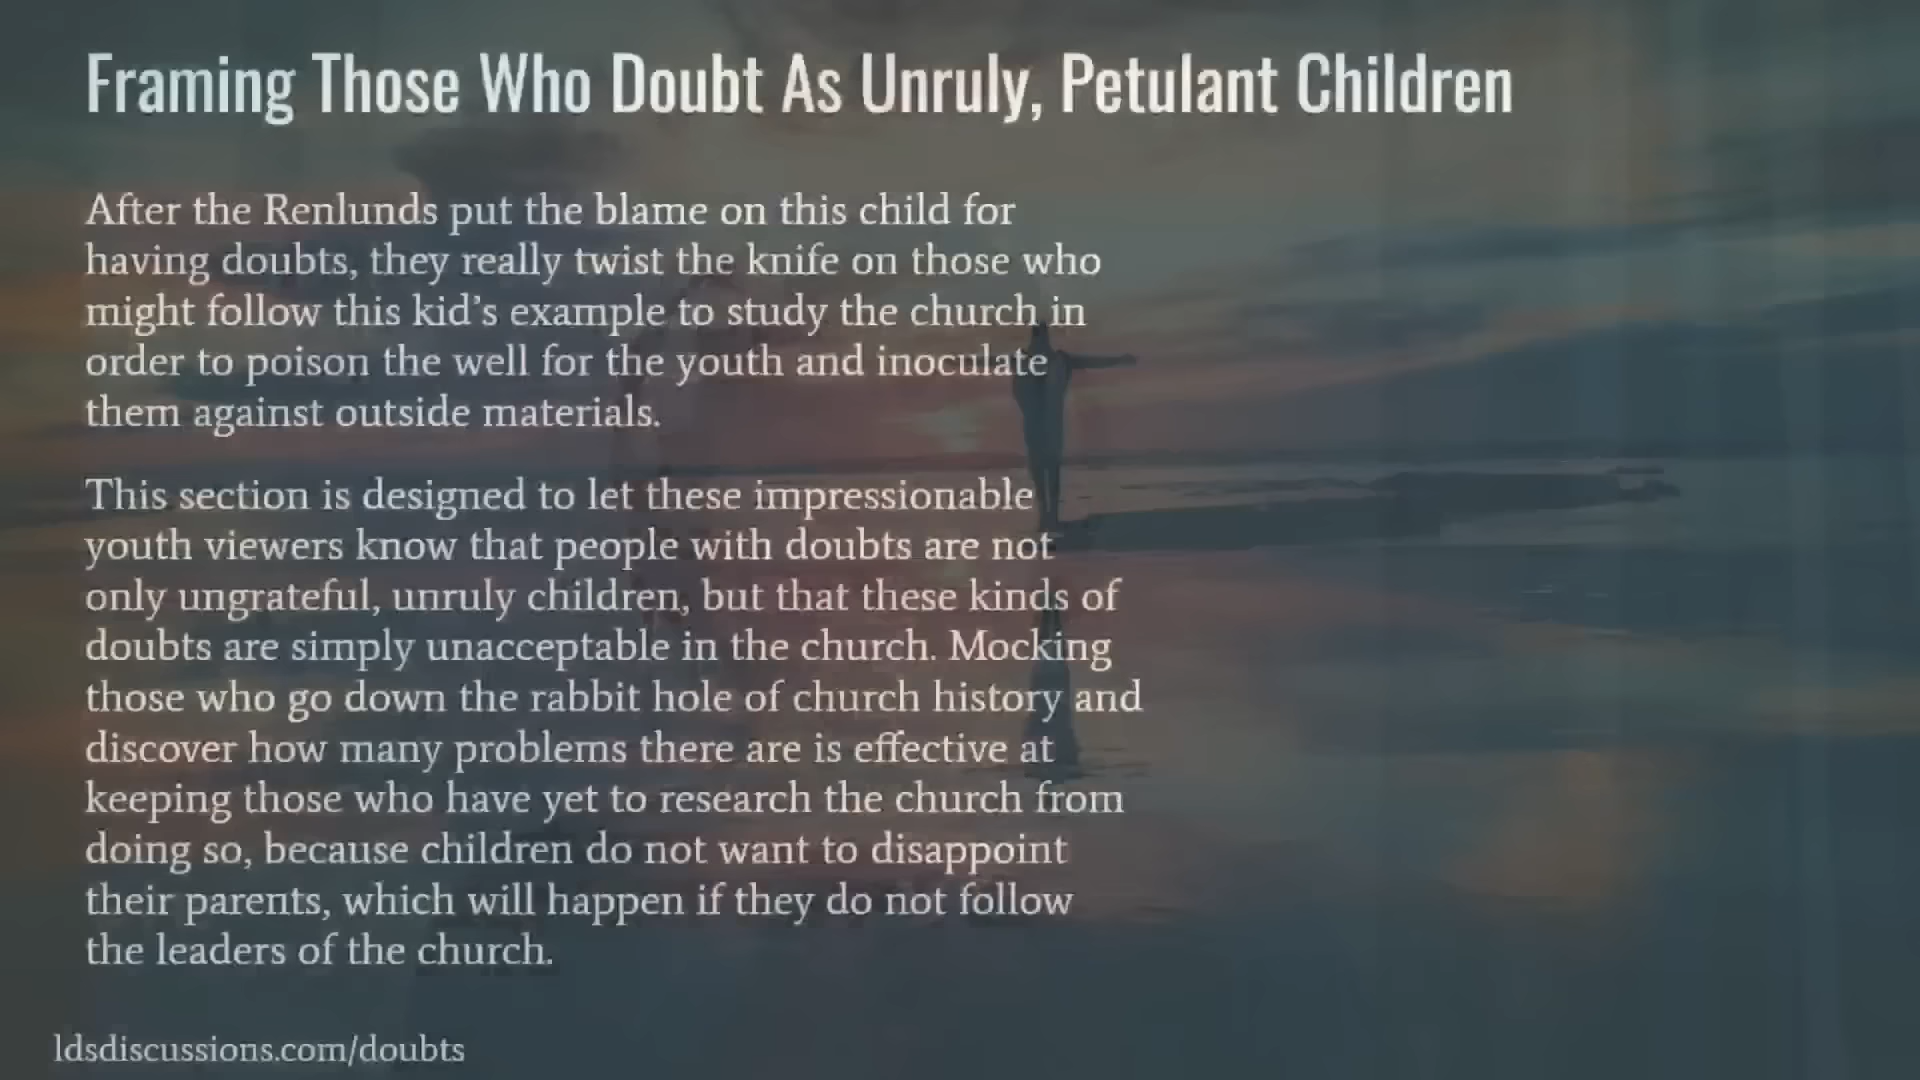 Framing Those Who Doubt As Unruly, Petulant Children
After the Renlunds put the blame on this child for
having doubts, they really twist the knife on those who
might follow this kid's example to study the church in
order to poison the well for the youth and inoculate
them against outside materials.
This section is designed to let these impressionable
youth viewers know that people with doubts are not
only ungrateful, unruly children, but that these kinds of
doubts are simply unacceptable in the church. Mocking
those who go down the rabbit hole of church history and
discover how many problems there are is effective at
keeping those who have yet to research the church from
doing so, because children do not want to disappoint
their parents, which will happen if they do not follow
the leaders of the church.
ldsdiscussions.com/doubts